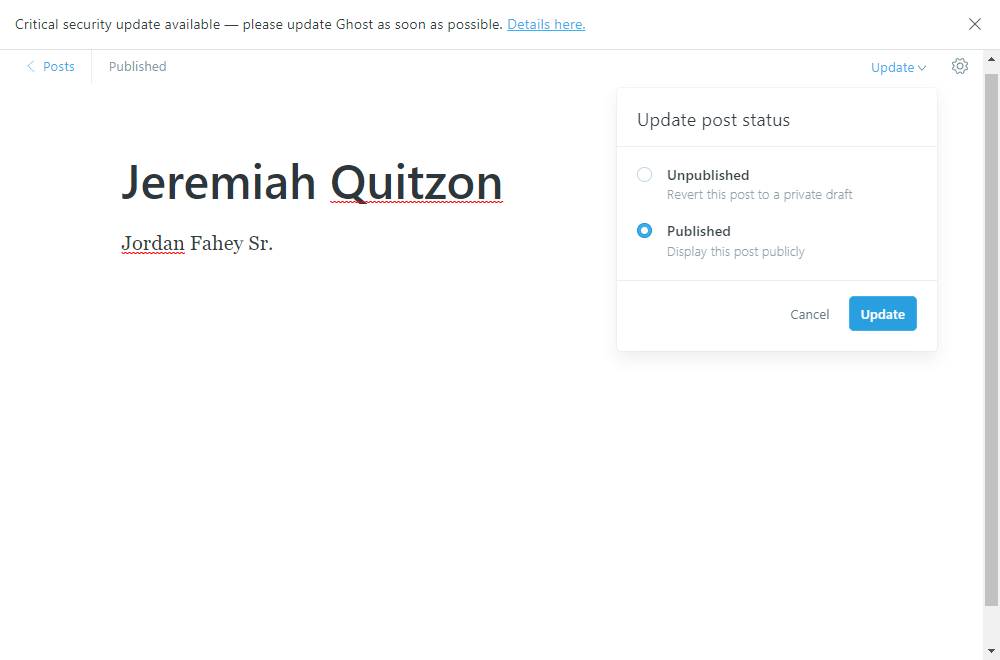 Critical security update available — please update Ghost as soon as possible. Details here.
Posts Published Update
Update post status
Jeremiah Quitzon
Jordan Fahey Sr.
Unpublished
Revert this post to a private draft
Published
Display this post publicly
Cancel Update